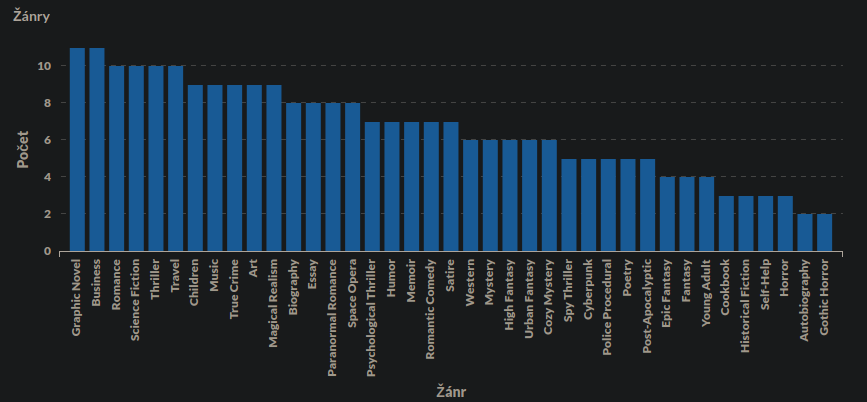 Žánry
Počet
10
8
6
4
2
0
Graphic Novel
Business
Romance
Science Fiction
Thriller
Travel
Children
Music
True Crime
Art
Magical Realism
Biography
Essay
Paranormal Romance
Space Opera
Psychological Thriller
Humor
Memoir
Romantic Comedy
Satire
Western
Mystery
High Fantasy
Urban Fantasy
Cozy Mystery
Spy Thriller
Cyberpunk
Police Procedural
Poetry
Post-Apocalyptic
Epic Fantasy
Fantasy
Young Adult
Cookbook
Historical Fiction
Self-Help
Horror
Autobiography
Gothic Horror
Žánr